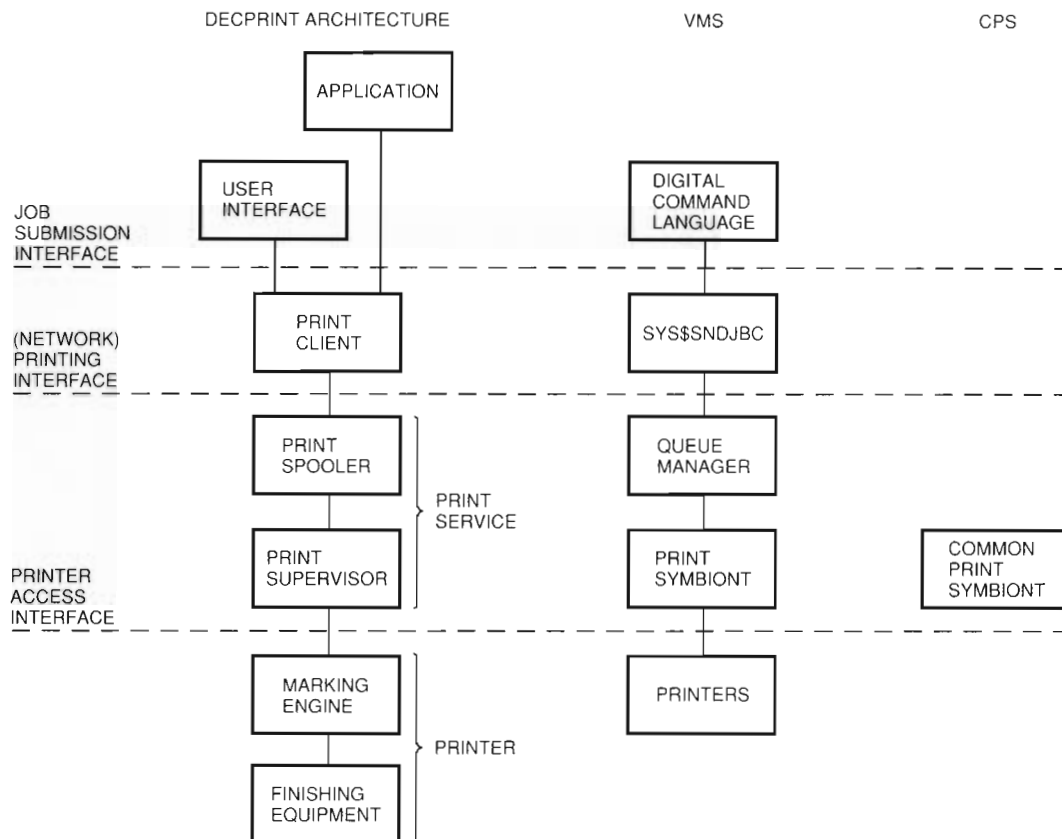 DECPRINT ARCHITECTURE
VMS
CPS
APPLICATION
USER
INTERFACE
DIGITAL
COMMAND
LANGUAGE
JOB
SUBMISSION
INTERFACE
PRINT
CLIENT
SYS$SNDJBC
(NETWORK)
PRINTING
INTERFACE
PRINT
SPOOLER
QUEUE
MANAGER
PRINT
SERVICE
PRINT
SUPERVISOR
PRINT
SYMBIONT
COMMON
PRINT
SYMBIONT
PRINTER
ACCESS
INTERFACE
MARKING
ENGINE
PRINTERS
PRINTER
FINISHING
EQUIPMENT